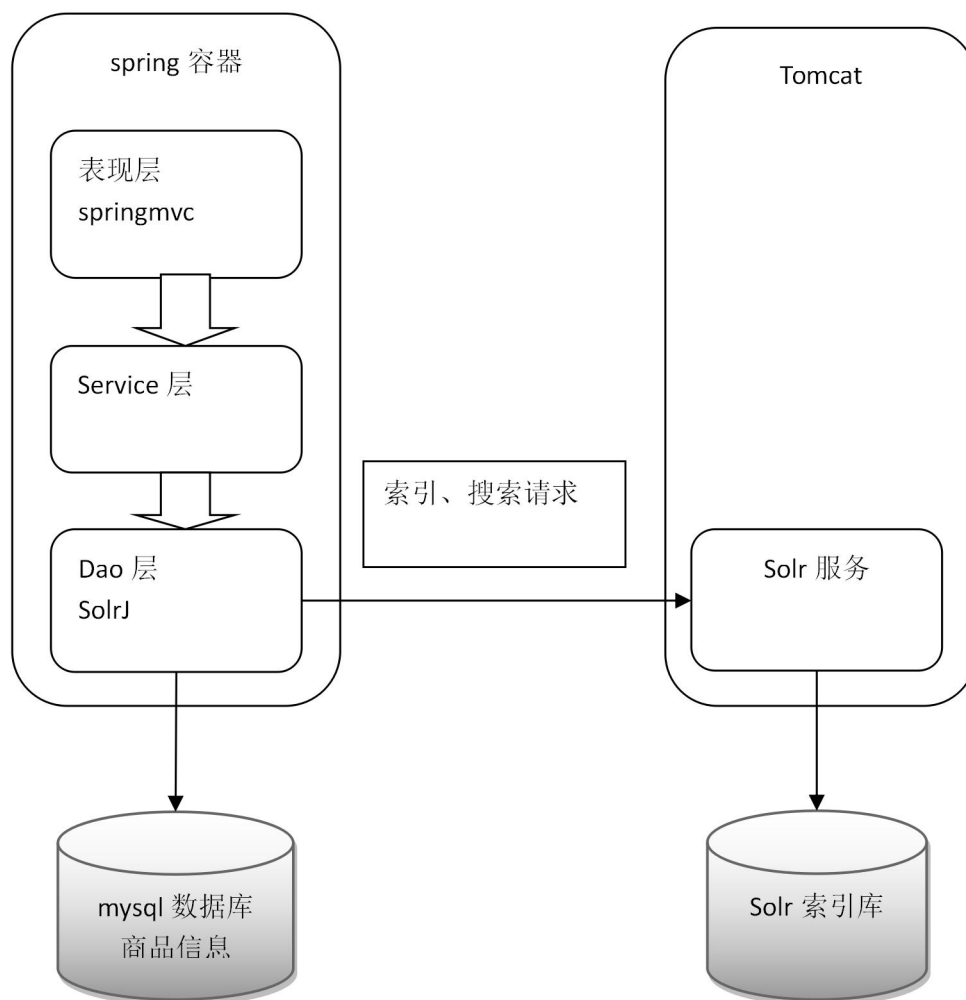 spring 容器
表现层
springmvc
Service 层
Dao 层
SolrJ
mysql 数据库
商品信息
索引、搜索请求
Tomcat
Solr 服务
Solr 索引库